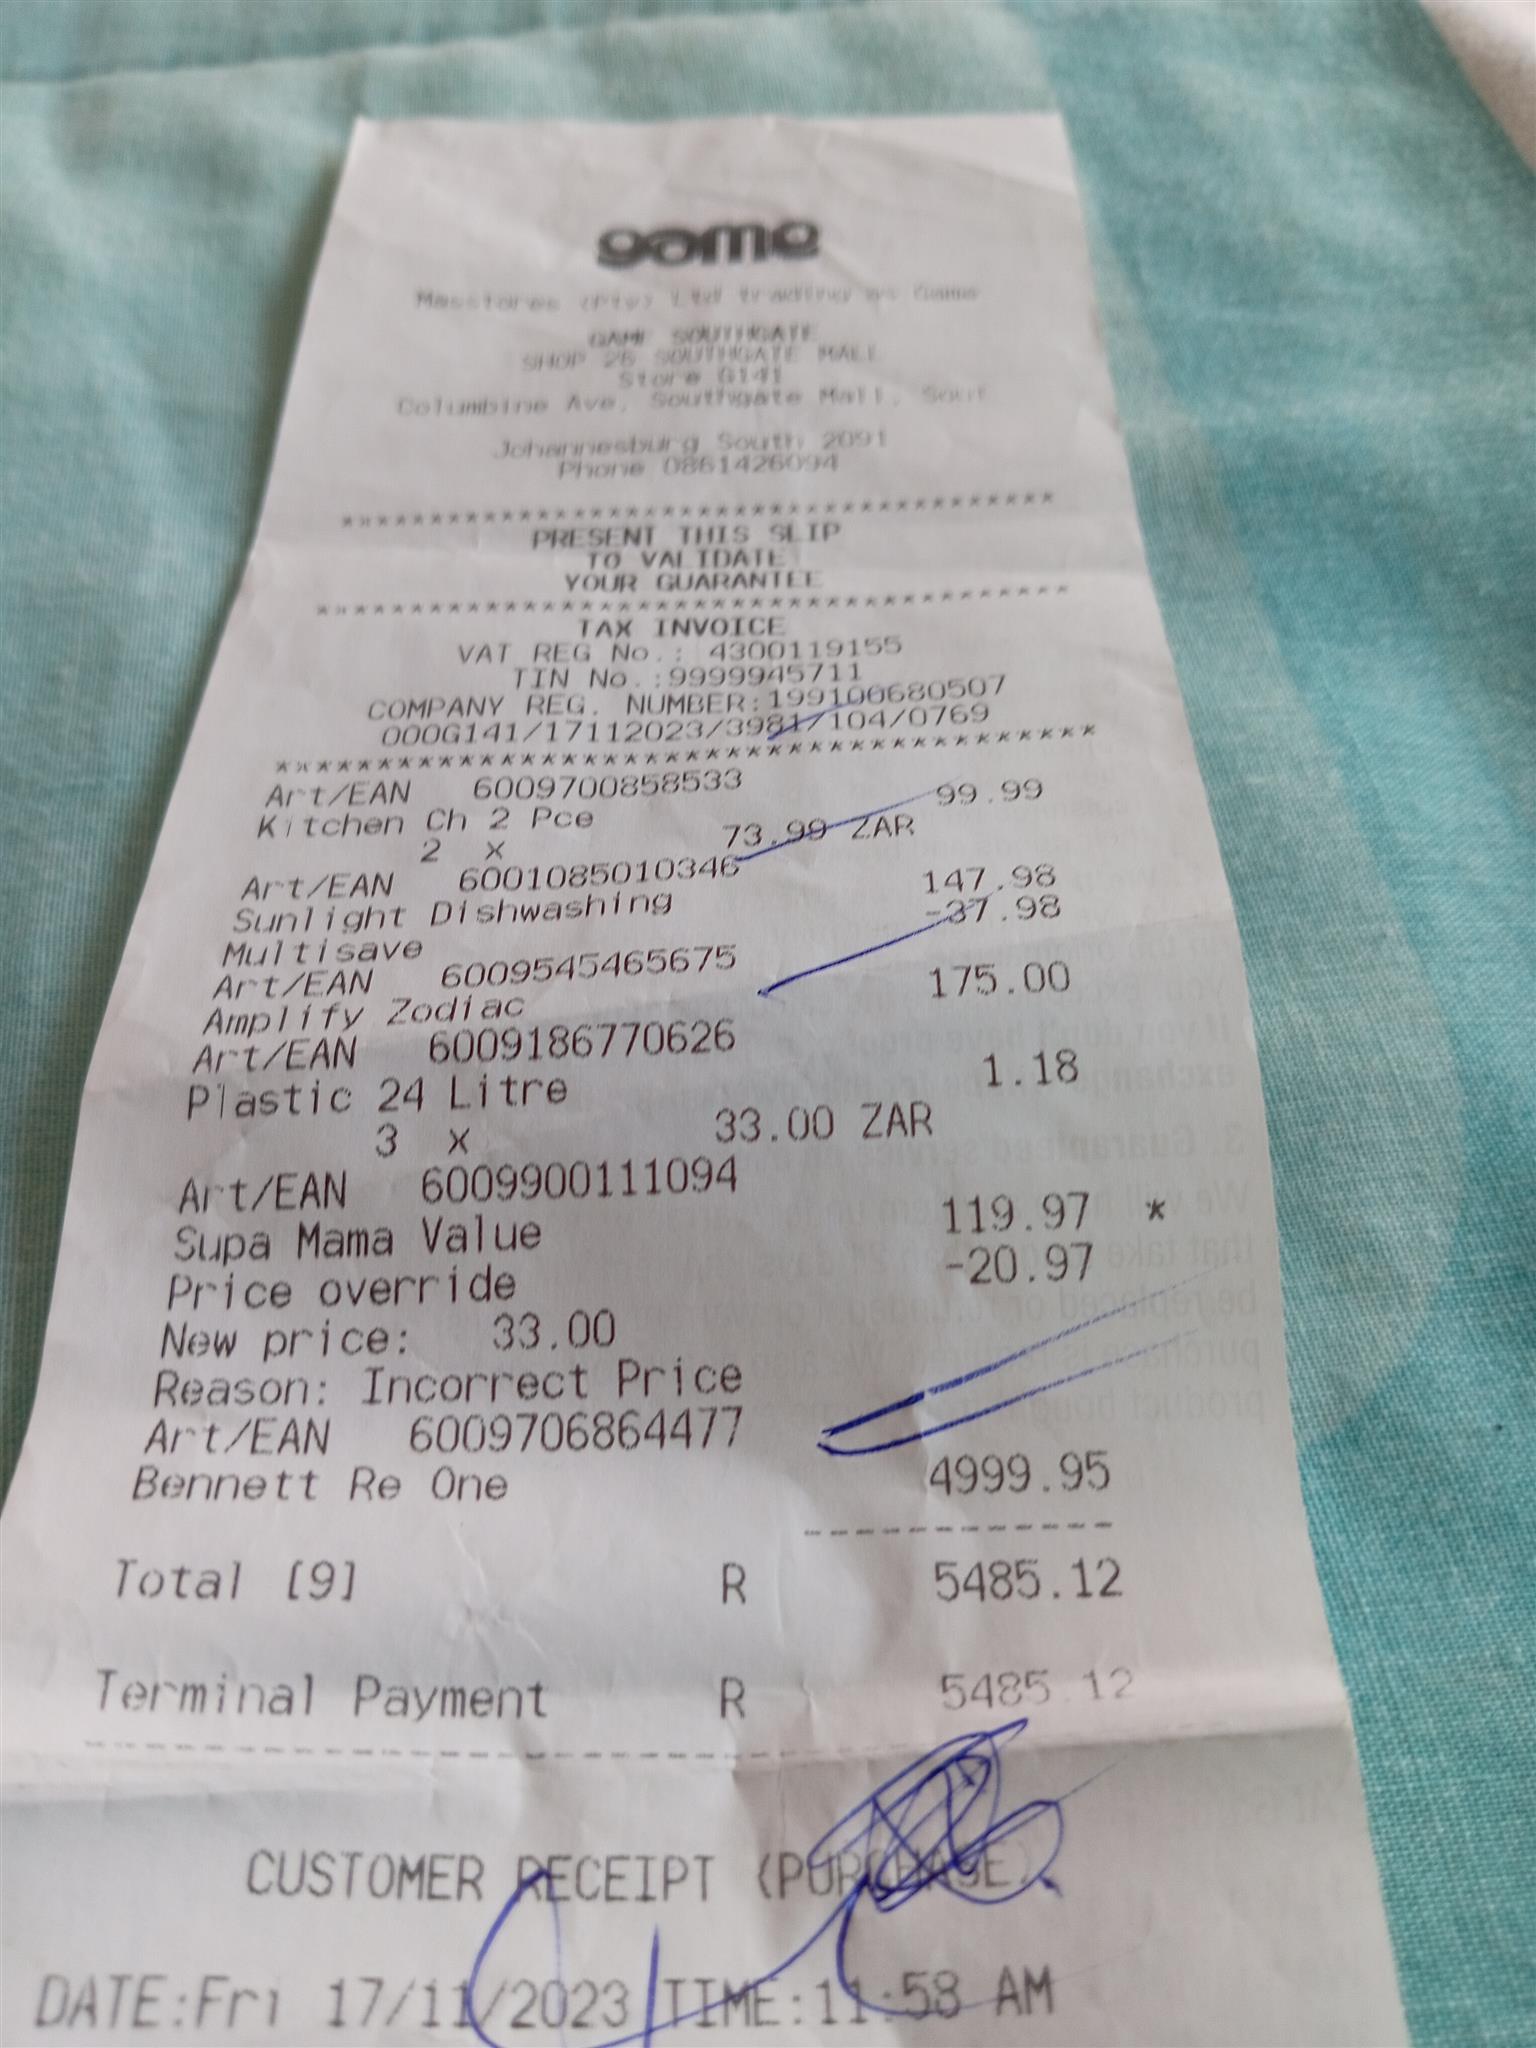 game
Masstores (Pty) Ltd trading as Game
GAME SOUTHGATE
SHOP 26 SOUTHGATE MALL
Store G141
Columbine Ave, Southgate Mall, Sout
Johannesburg South 2091
Phone 0861426094
****************************************
PRESENT THIS SLIP
TO VALIDATE
YOUR GUARANTEE
****************************************
TAX INVOICE
VAT REG No.: 4300119155
TIN No.:9999945711
COMPANY REG. NUMBER:199100680507
000G141/17112023/3981/104/0769
****************************************
Art/EAN 6009700858533
Kitchen Ch 2 Pce 99.99
2 X 73.99 ZAR
Art/EAN 6001085010346
Sunlight Dishwashing 147.98
Multisave -37.98
Art/EAN 6009545465675
Amplify Zodiac 175.00
Art/EAN 6009186770626
Plastic 24 Litre 1.18
3 X 33.00 ZAR
Art/EAN 6009900111094
Supa Mama Value 119.97 *
Price override -20.97
New price: 33.00
Reason: Incorrect Price
Art/EAN 6009706864477
Bennett Re One 4999.95
Total [9] R 5485.12
Terminal Payment R 5485.12
CUSTOMER RECEIPT (PURCHASE)
DATE:Fri 17/11/2023 TIME:11:58 AM